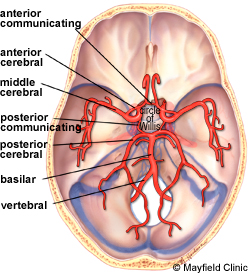 anterior
communicating
anterior
cerebral
middle
cerebral
posterior
communicating
posterior
cerebral
basilar
vertebral
circle
of
Willis
© Mayfield Clinic